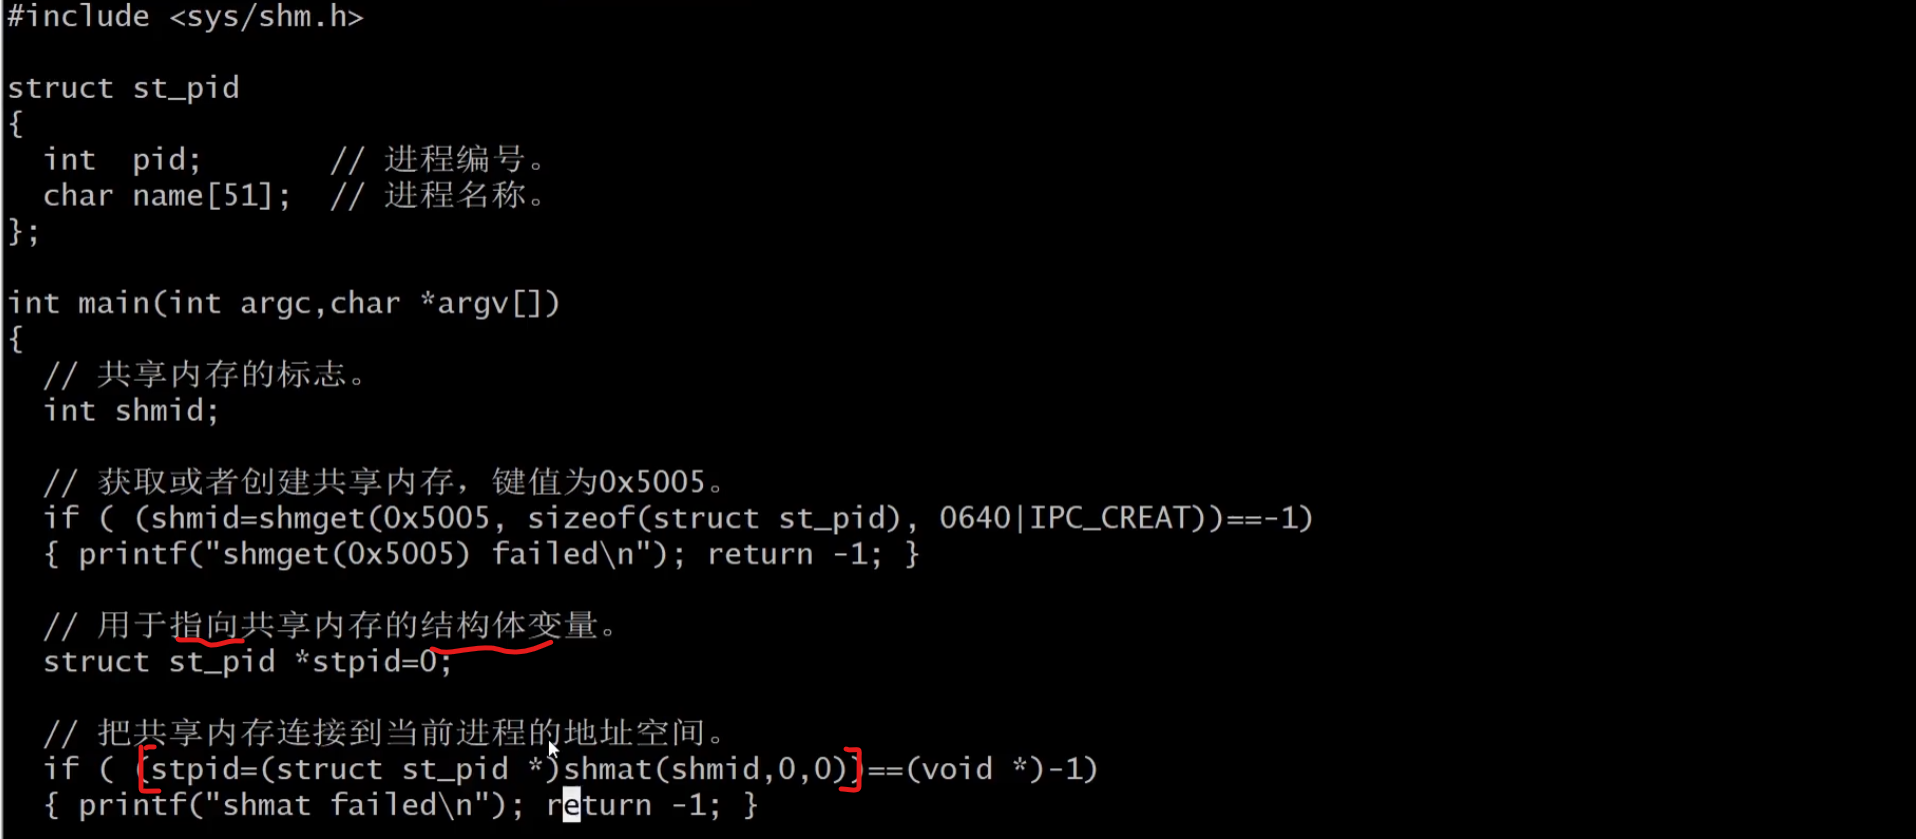 #include <sys/shm.h>
struct st_pid
{
  int  pid;       // 进程编号。
  char name[51];  // 进程名称。
};
int main(int argc,char *argv[])
{
  // 共享内存的标志。
  int shmid;
  // 获取或者创建共享内存，键值为0x5005。
  if ( (shmid=shmget(0x5005, sizeof(struct st_pid), 0640|IPC_CREAT))==-1)
  { printf("shmget(0x5005) failed\n"); return -1; }
  // 用于指向共享内存的结构体变量。
  struct st_pid *stpid=0;
  // 把共享内存连接到当前进程的地址空间。
  if ( (stpid=(struct st_pid *)shmat(shmid,0,0))==(void *)-1)
  { printf("shmat failed\n"); return -1; }